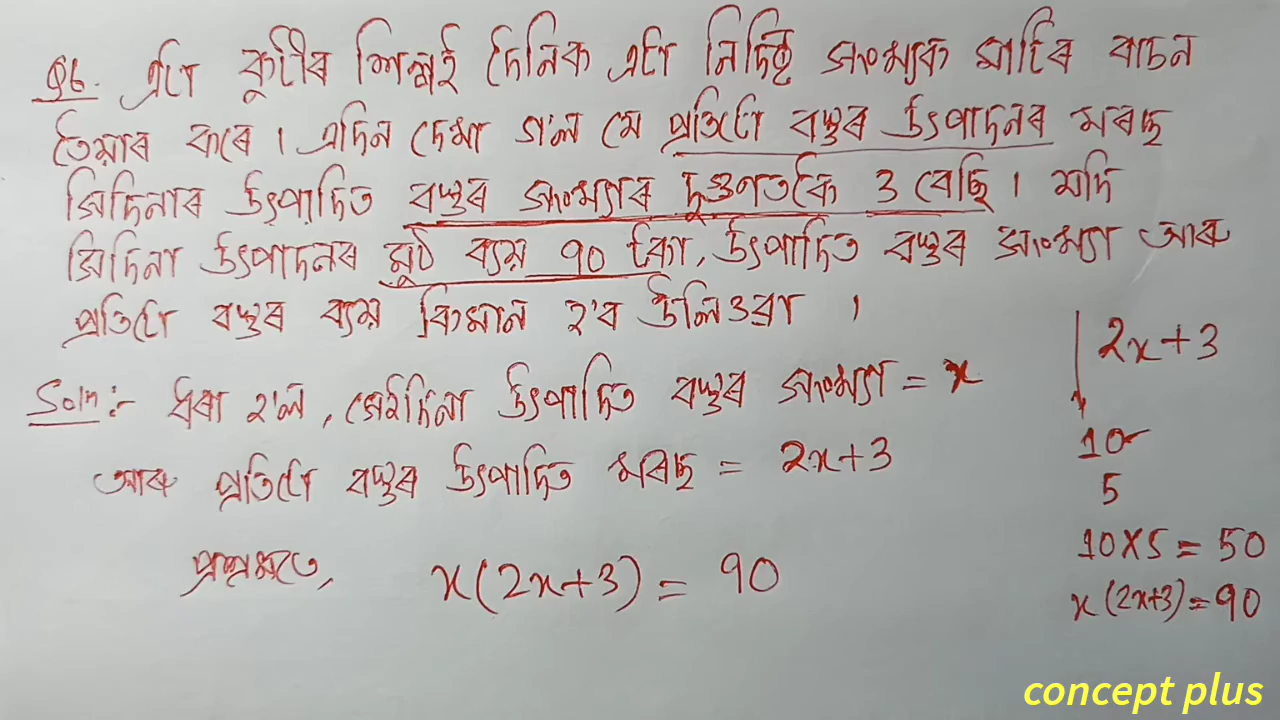 Q6. এটা কুটীৰ শিল্পই দৈনিক এটা নিৰ্দিষ্ট সংখ্যক মাটিৰ বাচন
তৈয়াৰ কৰে। এদিন দেখা গ'ল যে প্ৰতিটো বস্তুৰ উৎপাদনৰ খৰছ
সিদিনাৰ উৎপাদিত বস্তুৰ সংখ্যাৰ দুগুণতকৈ 3 বেছি। যদি
সিদিনা উৎপাদনৰ মুঠ ব্যয় 90 টকা, উৎপাদিত বস্তুৰ সংখ্যা আৰু
প্ৰতিটো বস্তুৰ ব্যয় কিমান হ'ব উলিওৱা।
Soln:- ধৰা হ'ল, সেইদিনা উৎপাদিত বস্তুৰ সংখ্যা = x
আৰু প্ৰতিটো বস্তুৰ উৎপাদিত খৰছ = 2x+3
প্ৰশ্নমতে, x(2x+3) = 90
2x+3
10
5
10×5 = 50
x(2x+3) = 90
concept plus